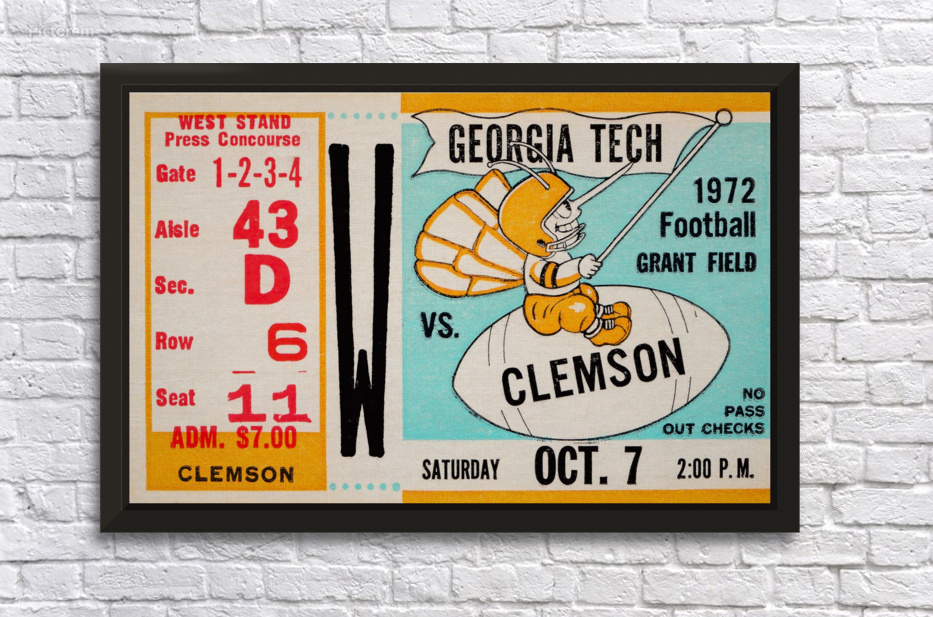 WEST STAND
Press Concourse
Gate 1-2-3-4
Aisle 43
Sec. D
Row 6
Seat 11
ADM. $7.00
CLEMSON
W
GEORGIA TECH
1972
Football
GRANT FIELD
VS.
CLEMSON
NO
PASS
OUT CHECKS
SATURDAY OCT. 7 2:00 P.M.